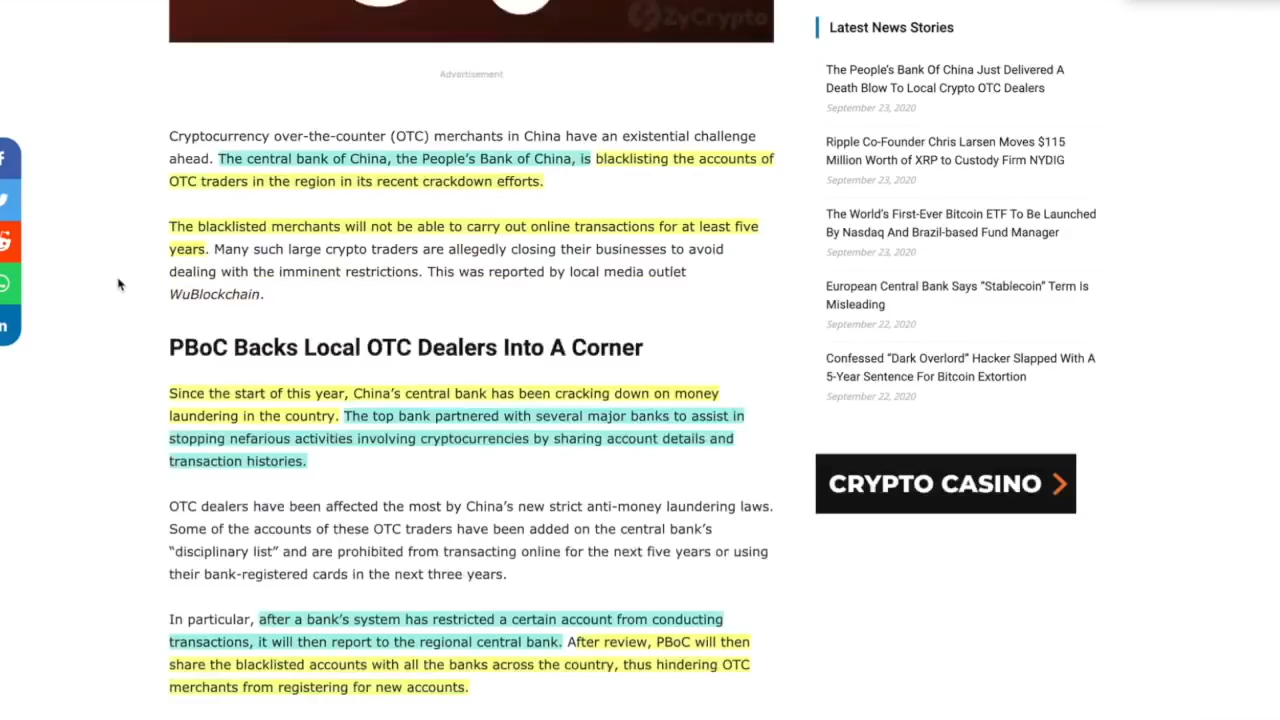 ZyCrypto
Advertisement
Cryptocurrency over-the-counter (OTC) merchants in China have an existential challenge
ahead. The central bank of China, the People's Bank of China, is blacklisting the accounts of
OTC traders in the region in its recent crackdown efforts.
The blacklisted merchants will not be able to carry out online transactions for at least five
years. Many such large crypto traders are allegedly closing their businesses to avoid
dealing with the imminent restrictions. This was reported by local media outlet
WuBlockchain.
PBoC Backs Local OTC Dealers Into A Corner
Since the start of this year, China's central bank has been cracking down on money
laundering in the country. The top bank partnered with several major banks to assist in
stopping nefarious activities involving cryptocurrencies by sharing account details and
transaction histories.
OTC dealers have been affected the most by China's new strict anti-money laundering laws.
Some of the accounts of these OTC traders have been added on the central bank's
“disciplinary list” and are prohibited from transacting online for the next five years or using
their bank-registered cards in the next three years.
In particular, after a bank's system has restricted a certain account from conducting
transactions, it will then report to the regional central bank. After review, PBoC will then
share the blacklisted accounts with all the banks across the country, thus hindering OTC
merchants from registering for new accounts.
Latest News Stories
The People's Bank Of China Just Delivered A
Death Blow To Local Crypto OTC Dealers
September 23, 2020
Ripple Co-Founder Chris Larsen Moves $115
Million Worth of XRP to Custody Firm NYDIG
September 23, 2020
The World's First-Ever Bitcoin ETF To Be Launched
By Nasdaq And Brazil-based Fund Manager
September 23, 2020
European Central Bank Says “Stablecoin” Term Is
Misleading
September 22, 2020
Confessed “Dark Overlord” Hacker Slapped With A
5-Year Sentence For Bitcoin Extortion
September 22, 2020
CRYPTO CASINO